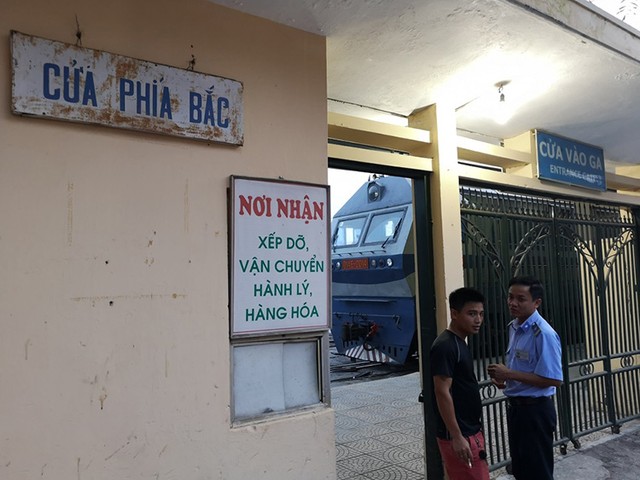 CỬA PHÍA BẮC
NƠI NHẬN
XẾP DỠ,
VẬN CHUYỂN
HÀNH LÝ,
HÀNG HÓA
CỬA VÀO GA
ENTRANCE GATE